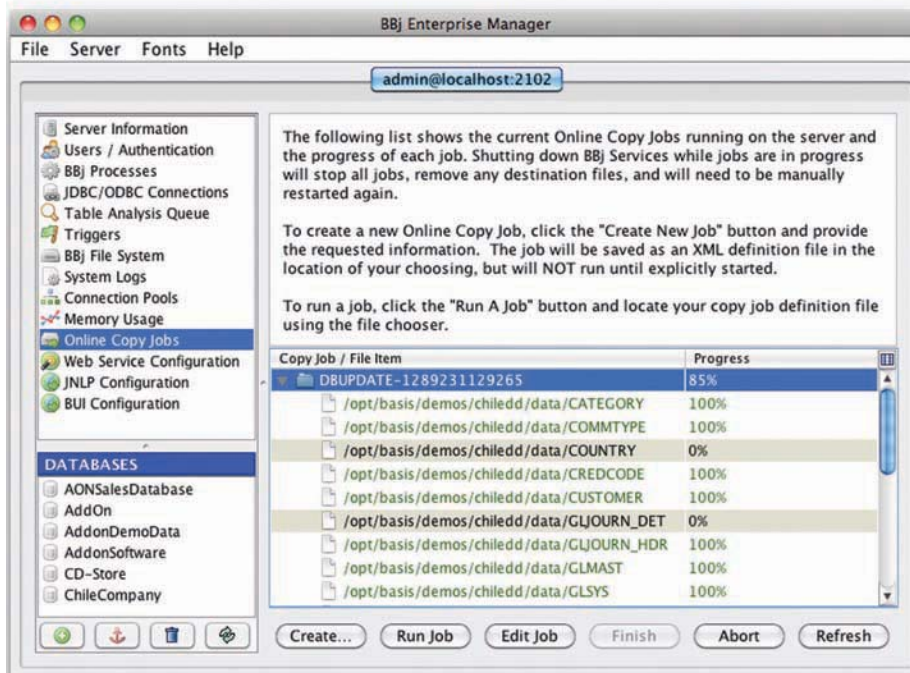 BBj Enterprise Manager
File Server Fonts Help
admin@localhost:2102
Server Information
Users / Authentication
BBj Processes
JDBC/ODBC Connections
Table Analysis Queue
Triggers
BBj File System
System Logs
Connection Pools
Memory Usage
Online Copy Jobs
Web Service Configuration
JNLP Configuration
BUI Configuration
DATABASES
AONSalesDatabase
AddOn
AddonDemoData
AddonSoftware
CD-Store
ChileCompany
The following list shows the current Online Copy Jobs running on the server and
the progress of each job. Shutting down BBj Services while jobs are in progress
will stop all jobs, remove any destination files, and will need to be manually
restarted again.
To create a new Online Copy Job, click the "Create New Job" button and provide
the requested information. The job will be saved as an XML definition file in the
location of your choosing, but will NOT run until explicitly started.
To run a job, click the "Run A Job" button and locate your copy job definition file
using the file chooser.
Copy Job / File Item Progress
DBUPDATE-1289231129265 85%
/opt/basis/demos/chiledd/data/CATEGORY 100%
/opt/basis/demos/chiledd/data/COMMTYPE 100%
/opt/basis/demos/chiledd/data/COUNTRY 0%
/opt/basis/demos/chiledd/data/CREDCODE 100%
/opt/basis/demos/chiledd/data/CUSTOMER 100%
/opt/basis/demos/chiledd/data/GLJOURN_DET 0%
/opt/basis/demos/chiledd/data/GLJOURN_HDR 100%
/opt/basis/demos/chiledd/data/GLMAST 100%
/opt/basis/demos/chiledd/data/GLSYS 100%
Create... Run Job Edit Job Finish Abort Refresh